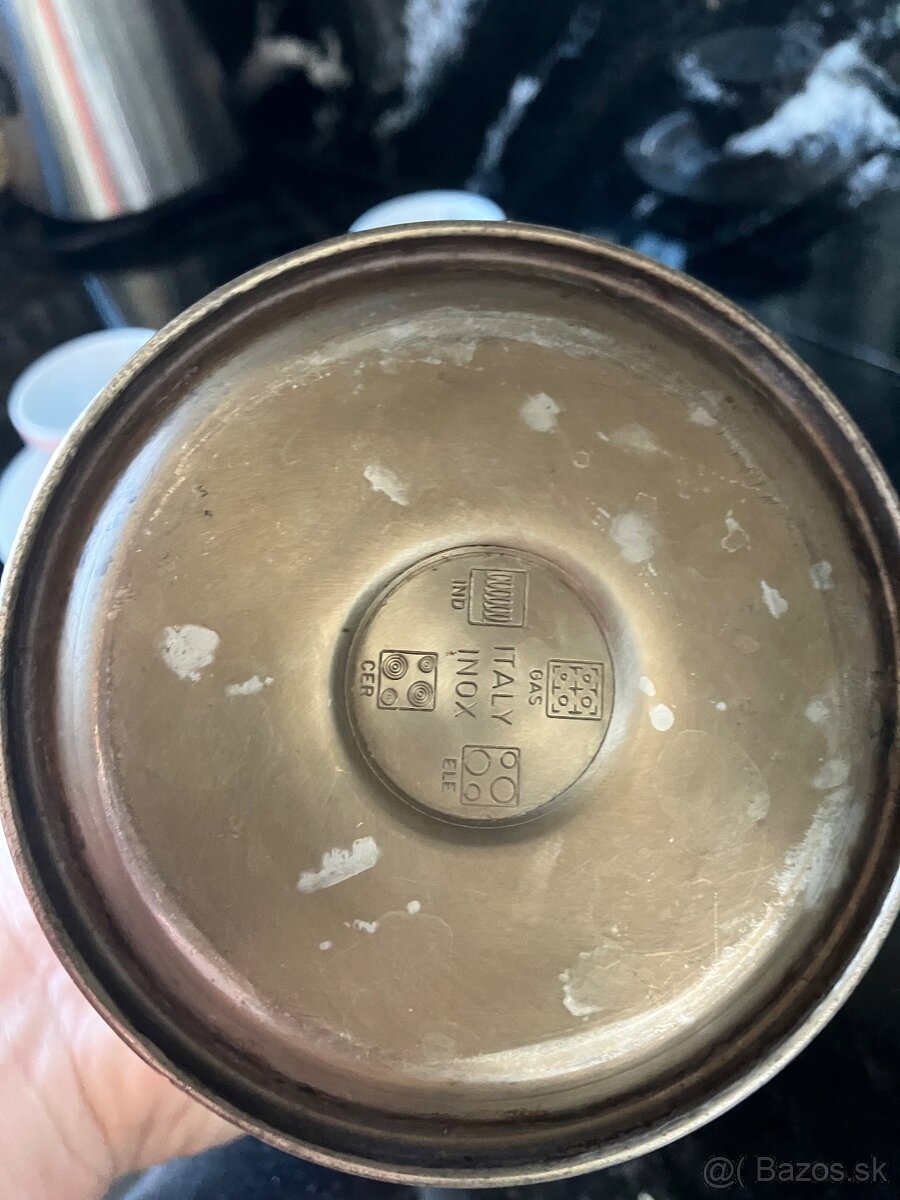 IND
ITALY
INOX
GAS
CER
ELE
@( Bazos.sk